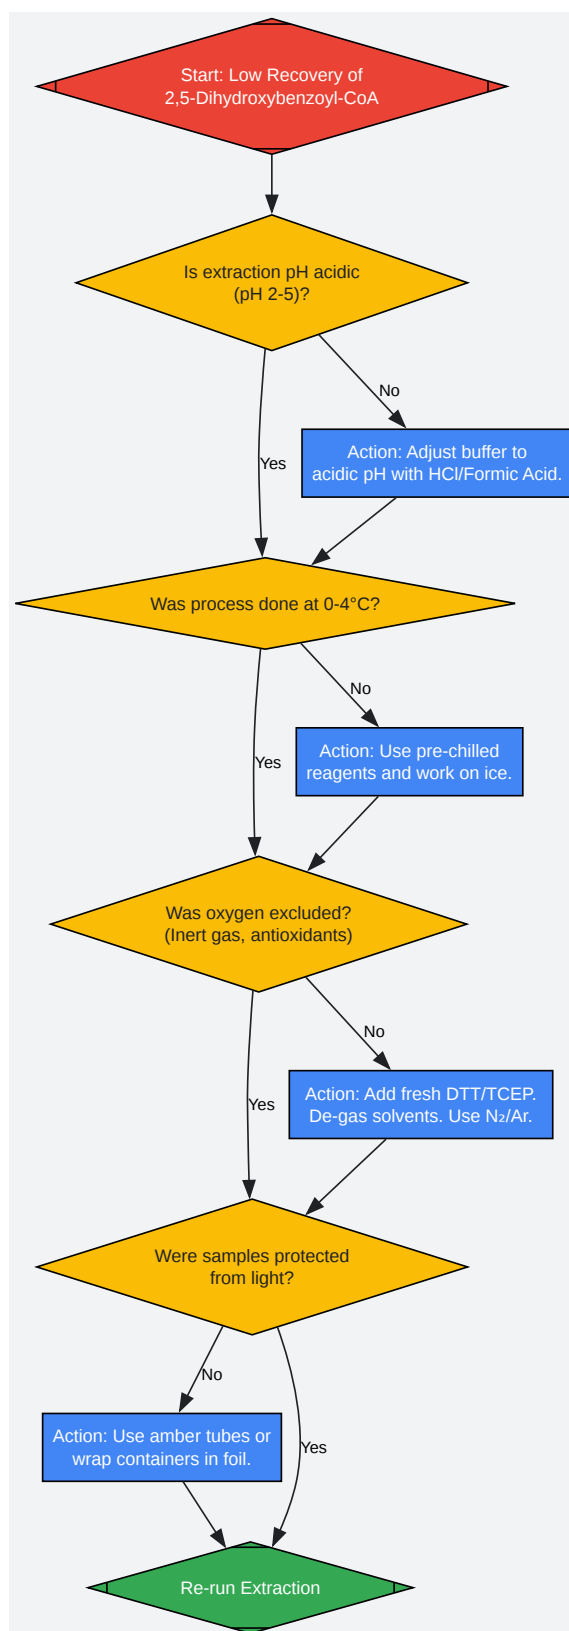 Start: Low Recovery of
2,5-Dihydroxybenzoyl-CoA
Is extraction pH acidic
(pH 2-5)?
No
Yes
Action: Adjust buffer to
acidic pH with HCl/Formic Acid.
Was process done at 0-4°C?
No
Yes
Action: Use pre-chilled
reagents and work on ice.
Was oxygen excluded?
(Inert gas, antioxidants)
No
Yes
Action: Add fresh DTT/TCEP.
De-gas solvents. Use N₂/Ar.
Were samples protected
from light?
No
Yes
Action: Use amber tubes or
wrap containers in foil.
Re-run Extraction